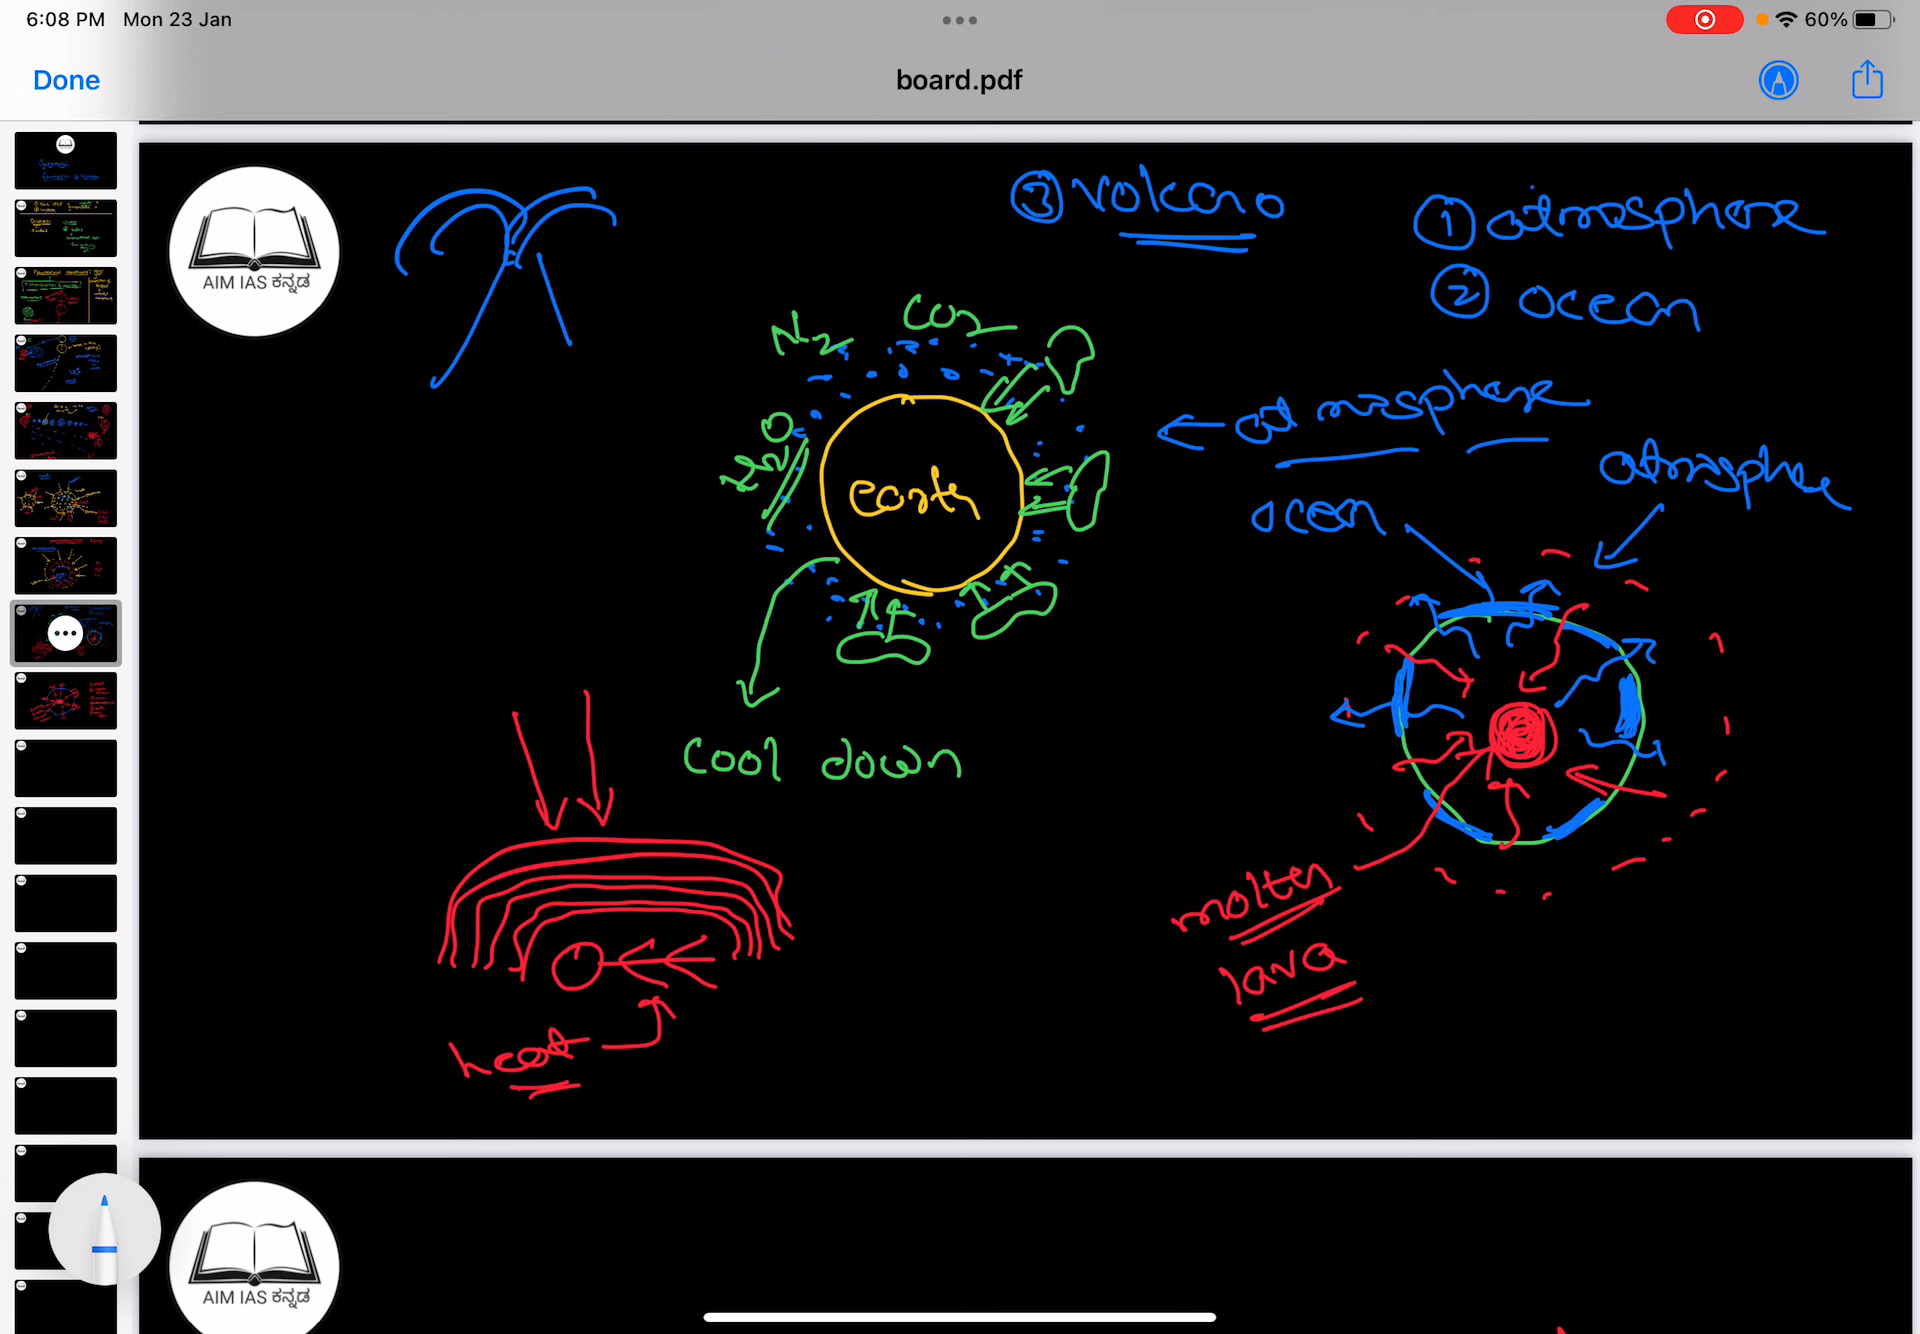 6:08 PM Mon 23 Jan
60%
Done
board.pdf
AIM IAS ಕನ್ನಡ
③ volcano
① atmosphere
② ocean
N2 CO2
H2O
earth
← atmosphere
ocean
atmosphe
cool down
molten
lava
heat
AIM IAS ಕನ್ನಡ